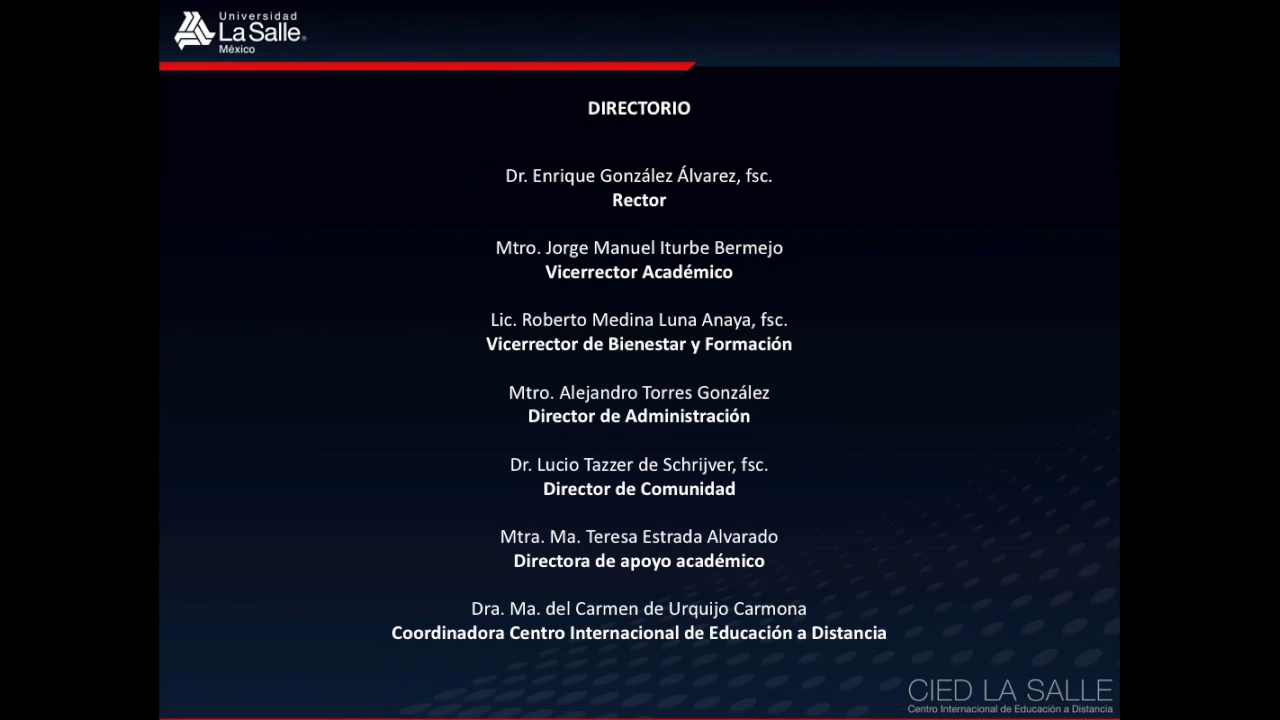 Universidad
La Salle®
México
DIRECTORIO
Dr. Enrique González Álvarez, fsc.
Rector
Mtro. Jorge Manuel Iturbe Bermejo
Vicerrector Académico
Lic. Roberto Medina Luna Anaya, fsc.
Vicerrector de Bienestar y Formación
Mtro. Alejandro Torres González
Director de Administración
Dr. Lucio Tazzer de Schrijver, fsc.
Director de Comunidad
Mtra. Ma. Teresa Estrada Alvarado
Directora de apoyo académico
Dra. Ma. del Carmen de Urquijo Carmona
Coordinadora Centro Internacional de Educación a Distancia
CIED LA SALLE
Centro Internacional de Educación a Distancia